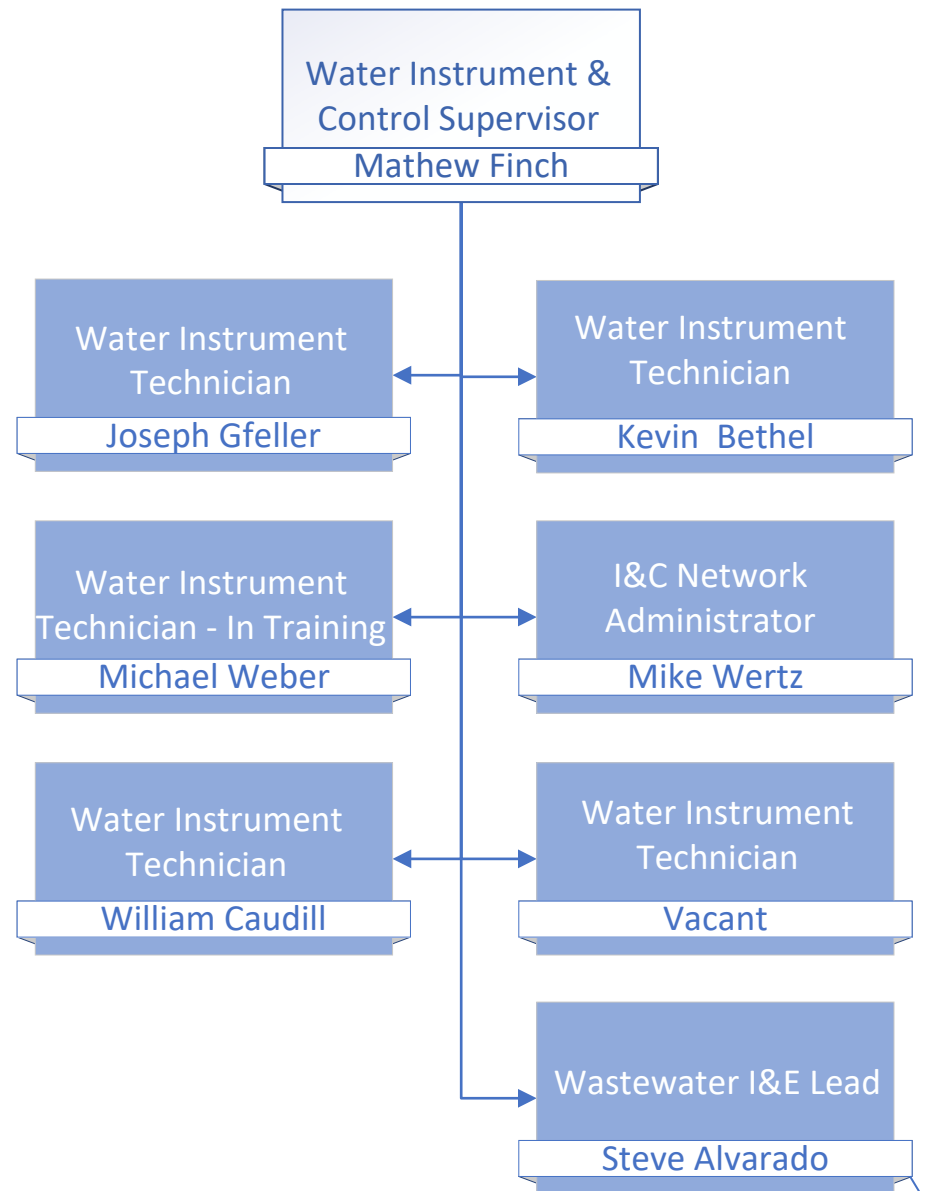 Water Instrument &
Control Supervisor
Mathew Finch
Water Instrument
Technician
Joseph Gfeller
Water Instrument
Technician
Kevin  Bethel
Water Instrument
Technician - In Training
Michael Weber
I&C Network
Administrator
Mike Wertz
Water Instrument
Technician
William Caudill
Water Instrument
Technician
Vacant
Wastewater I&E Lead
Steve Alvarado